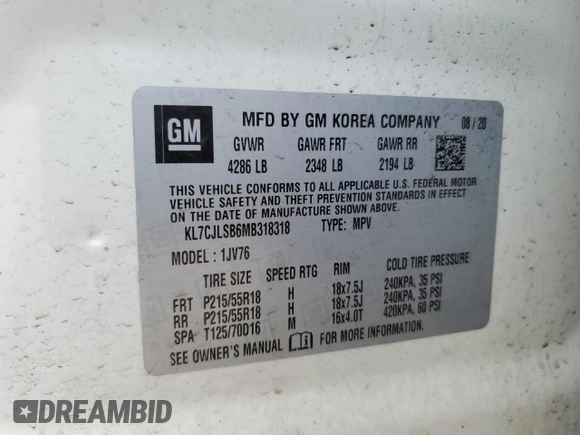 GM
MFD BY GM KOREA COMPANY 08/20
GVWR GAWR FRT GAWR RR
4286 LB 2348 LB 2194 LB
THIS VEHICLE CONFORMS TO ALL APPLICABLE U.S. FEDERAL MOTOR
VEHICLE SAFETY AND THEFT PREVENTION STANDARDS IN EFFECT
ON THE DATE OF MANUFACTURE SHOWN ABOVE.
KL7CJLSB6MB318318 TYPE: MPV
MODEL: 1JV76
TIRE SIZE SPEED RTG RIM COLD TIRE PRESSURE
FRT P215/55R18 H 18x7.5J 240KPA, 35 PSI
RR P215/55R18 H 18x7.5J 240KPA, 35 PSI
SPA T125/70D16 M 16x4.0T 420KPA, 60 PSI
SEE OWNER'S MANUAL FOR MORE INFORMATION
DREAMBID